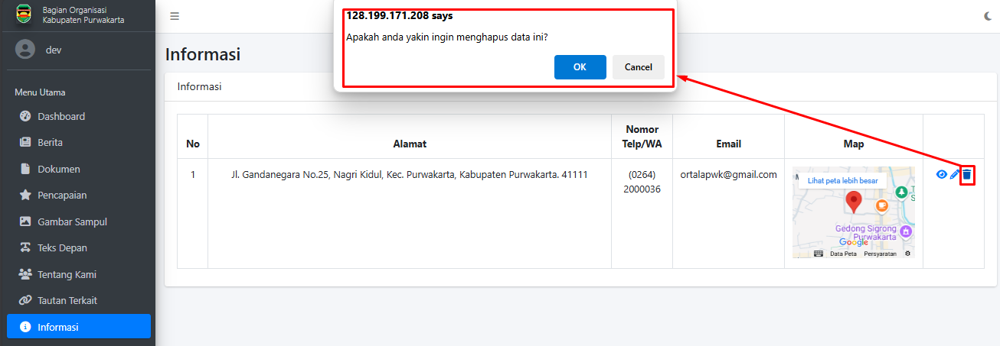 Bagian Organisasi
Kabupaten Purwakarta
dev
Menu Utama
Dashboard
Berita
Dokumen
Pencapaian
Gambar Sampul
Teks Depan
Tentang Kami
Tautan Terkait
Informasi
128.199.171.208 says
Apakah anda yakin ingin menghapus data ini?
OK
Cancel
Informasi
Informasi
No
Alamat
Nomor
Telp/WA
Email
Map
1
Jl. Gandanegara No.25, Nagri Kidul, Kec. Purwakarta, Kabupaten Purwakarta. 41111
(0264)
2000036
ortalapwk@gmail.com
Lihat peta lebih besar
Gedong Sigrong
Purwakarta
Google
Data Peta
Persyaratan